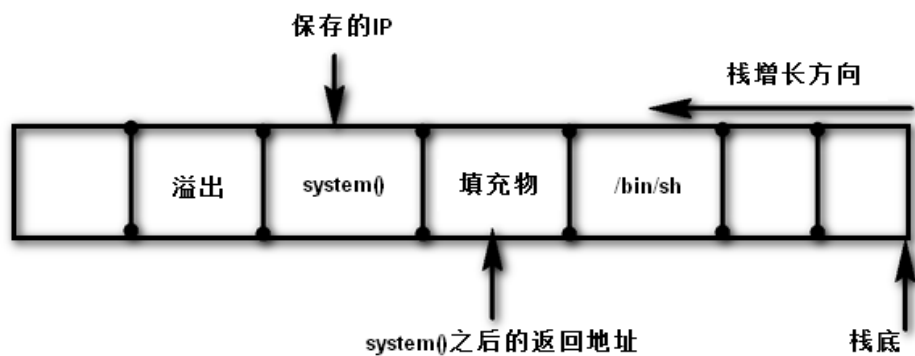 保存的IP
栈增长方向
溢出
system()
填充物
/bin/sh
system()之后的返回地址
栈底